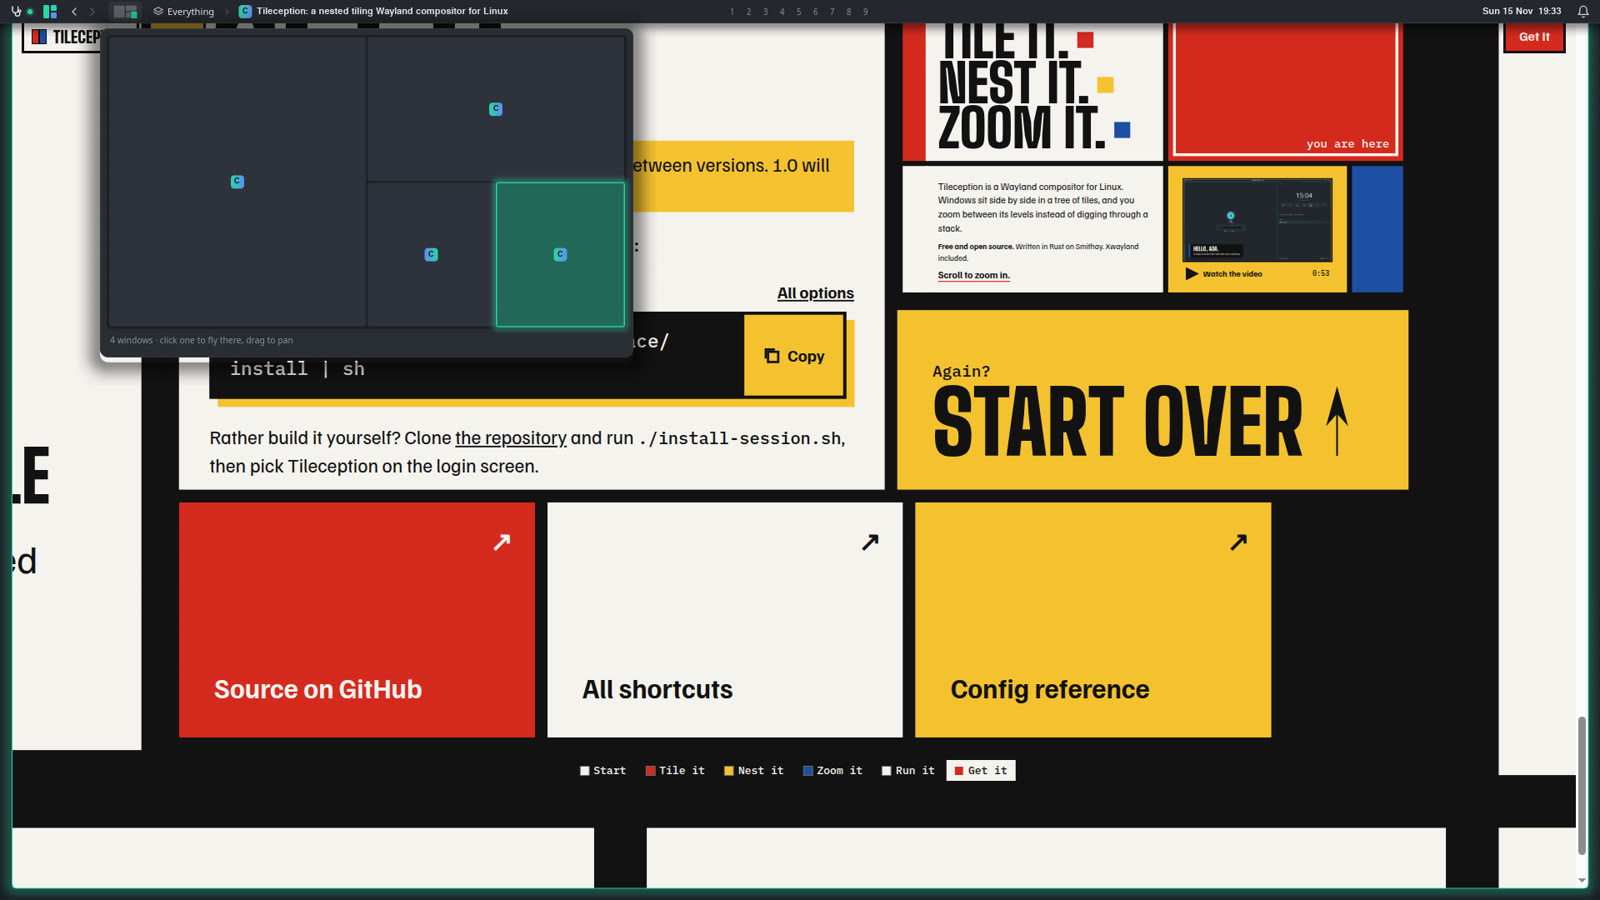 Everything
C
Tileception: a nested tiling Wayland compositor for Linux
1 2 3 4 5 6 7 8 9
Sun 15 Nov 19:33
Get It
C
C
C
C
4 windows · click one to fly there, drag to pan
etween versions. 1.0 will
:
All options
install | sh
Copy
Rather build it yourself? Clone the repository and run ./install-session.sh,
then pick Tileception on the login screen.
TILE IT.
NEST IT.
ZOOM IT.
you are here
Tileception is a Wayland compositor for Linux.
Windows sit side by side in a tree of tiles, and you
zoom between its levels instead of digging through a
stack.
Free and open source. Written in Rust on Smithay. Xwayland
included.
Scroll to zoom in.
15:04
HELLO, ADA.
Watch the video
0:53
Again?
START OVER
Source on GitHub
All shortcuts
Config reference
Start
Tile it
Nest it
Zoom it
Run it
Get it